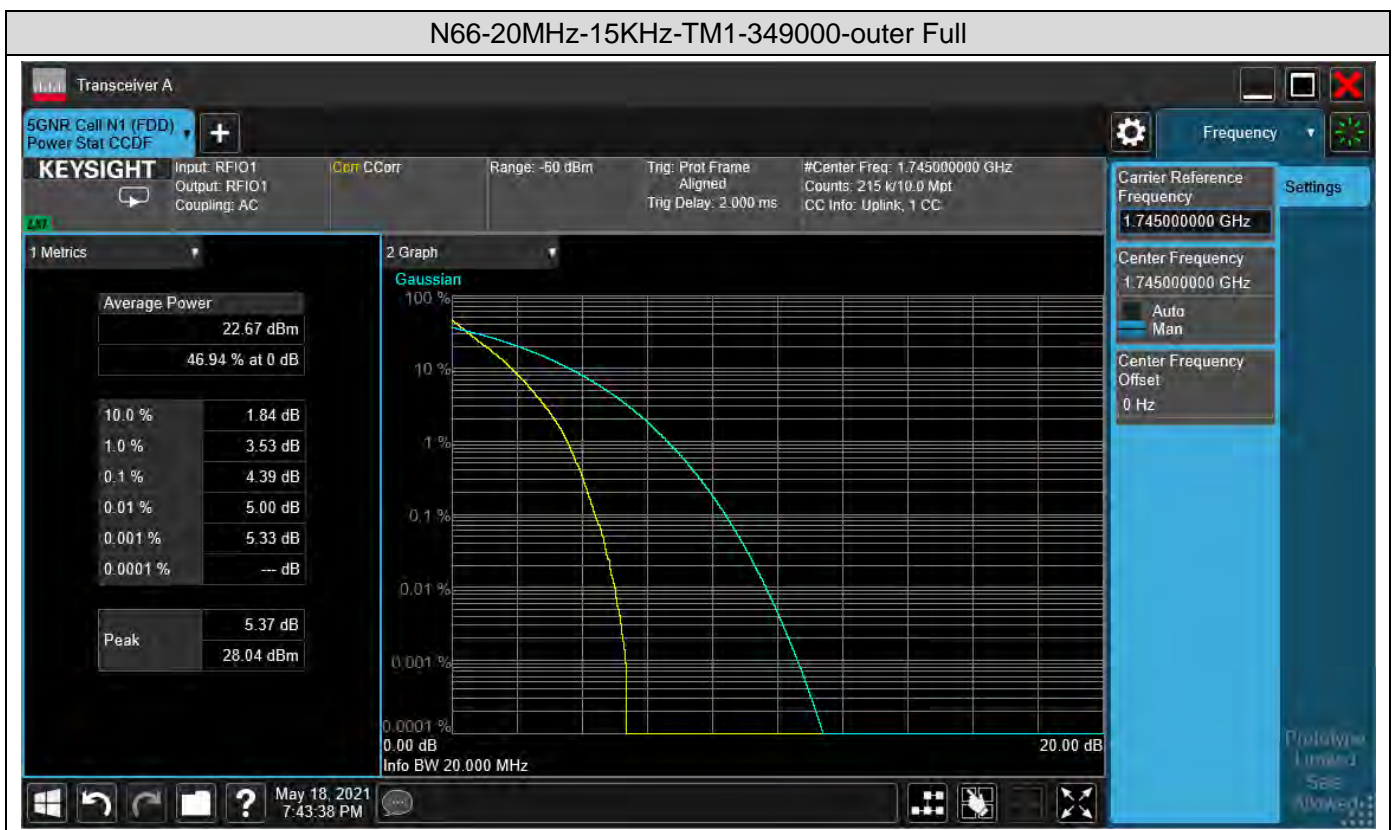 N66-20MHz-15KHz-TM1-349000-outer Full
Transceiver A
5GNR Cell N1 (FDD)
Power Stat CCDF
Frequency
KEYSIGHT
Input: RFIO1
Output: RFIO1
Coupling: AC
Corr CCorr
Range: -50 dBm
Trig: Prot Frame
Aligned
Trig Delay: 2.000 ms
#Center Freq: 1.745000000 GHz
Counts: 215 k/10.0 Mpt
CC Info: Uplink, 1 CC
LXI
Carrier Reference
Frequency
1.745000000 GHz
Settings
Center Frequency
1.745000000 GHz
Auto
Man
Center Frequency
Offset
0 Hz
1 Metrics
Average Power
22.67 dBm
46.94 % at 0 dB
10.0 % 1.84 dB
1.0 % 3.53 dB
0.1 % 4.39 dB
0.01 % 5.00 dB
0.001 % 5.33 dB
0.0001 % --- dB
Peak
5.37 dB
28.04 dBm
2 Graph
Gaussian
100 %
10 %
1 %
0.1 %
0.01 %
0.001 %
0.0001 %
0.00 dB
20.00 dB
Info BW 20.000 MHz
May 18, 2021
7:43:38 PM
Prototype
Limited
Sale
Allowed